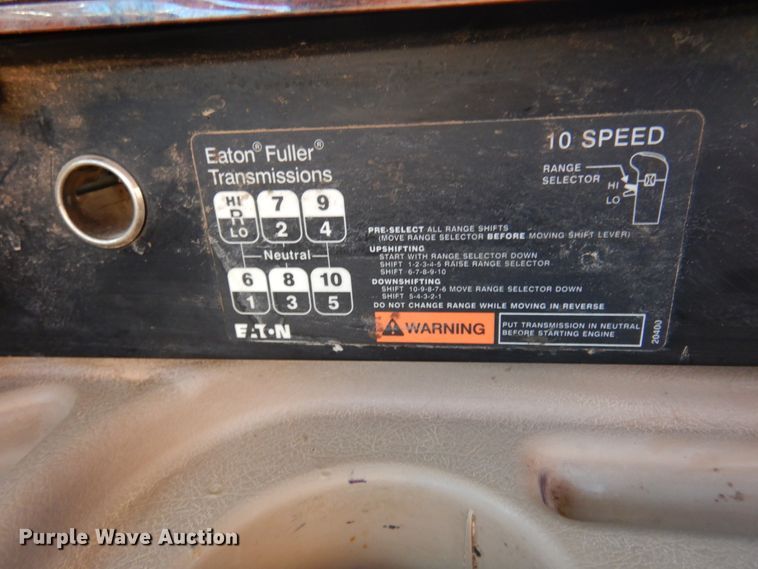 Eaton® Fuller®
Transmissions
10 SPEED
RANGE
SELECTOR
HI
LO
HI
R
LO
7
2
9
4
Neutral
6
1
8
3
10
5
EATON
PRE-SELECT ALL RANGE SHIFTS
(MOVE RANGE SELECTOR BEFORE MOVING SHIFT LEVER)
UPSHIFTING
START WITH RANGE SELECTOR DOWN
SHIFT 1-2-3-4-5 RAISE RANGE SELECTOR
SHIFT 6-7-8-9-10
DOWNSHIFTING
SHIFT 10-9-8-7-6 MOVE RANGE SELECTOR DOWN
SHIFT 5-4-3-2-1
DO NOT CHANGE RANGE WHILE MOVING IN REVERSE
WARNING
PUT TRANSMISSION IN NEUTRAL
BEFORE STARTING ENGINE
20400
Purple Wave Auction